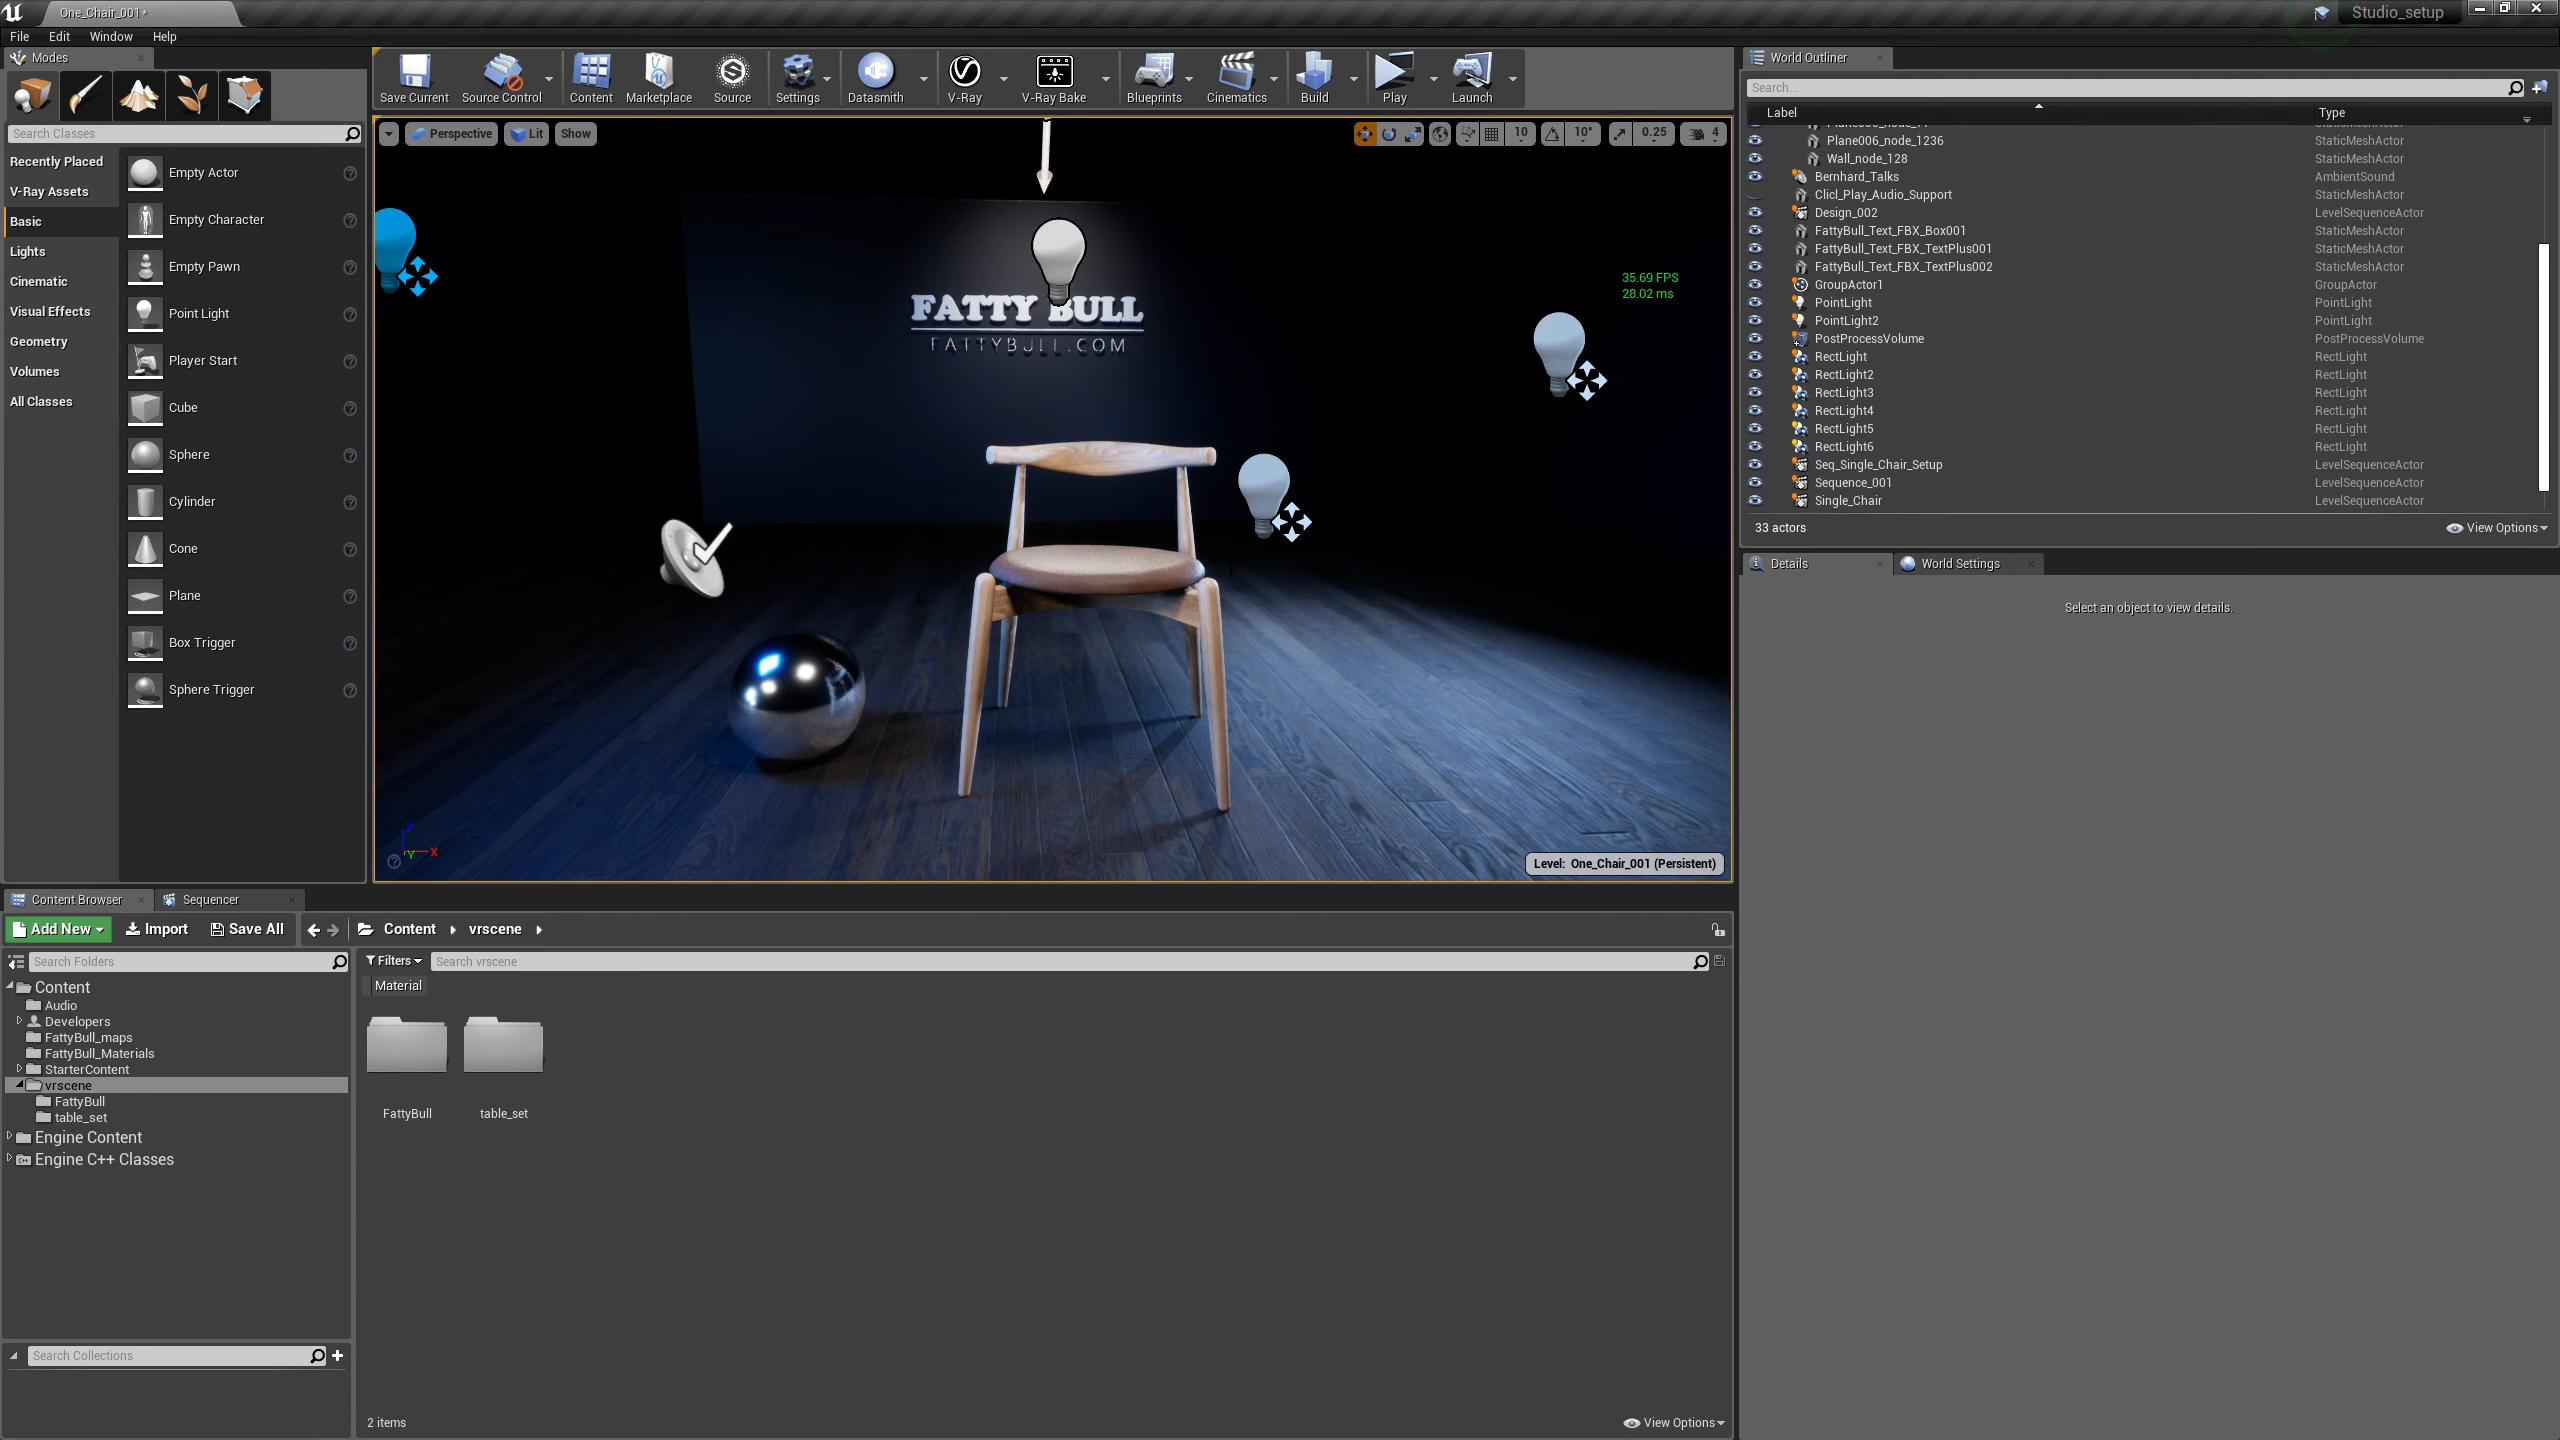 One_Chair_001*
Studio_setup
File Edit Window Help
Modes
Search Classes
Recently Placed
V-Ray Assets
Basic
Lights
Cinematic
Visual Effects
Geometry
Volumes
All Classes
Empty Actor
Empty Character
Empty Pawn
Point Light
Player Start
Cube
Sphere
Cylinder
Cone
Plane
Box Trigger
Sphere Trigger
Save Current
Source Control
Content
Marketplace
Source
Settings
Datasmith
V-Ray
V-Ray Bake
Blueprints
Cinematics
Build
Play
Launch
Perspective Lit Show
10 10° 0.25 4
35.69 FPS
28.02 ms
FATTY BULL
FATTYBULL.COM
Z
Y X
Level: One_Chair_001 (Persistent)
World Outliner
Search...
Label Type
Plane006_node_1236 StaticMeshActor
Wall_node_128 StaticMeshActor
Bernhard_Talks AmbientSound
Clicl_Play_Audio_Support StaticMeshActor
Design_002 LevelSequenceActor
FattyBull_Text_FBX_Box001 StaticMeshActor
FattyBull_Text_FBX_TextPlus001 StaticMeshActor
FattyBull_Text_FBX_TextPlus002 StaticMeshActor
GroupActor1 GroupActor
PointLight PointLight
PointLight2 PointLight
PostProcessVolume PostProcessVolume
RectLight RectLight
RectLight2 RectLight
RectLight3 RectLight
RectLight4 RectLight
RectLight5 RectLight
RectLight6 RectLight
Seq_Single_Chair_Setup LevelSequenceActor
Sequence_001 LevelSequenceActor
Single_Chair LevelSequenceActor
33 actors View Options
Details World Settings
Select an object to view details.
Content Browser Sequencer
Add New Import Save All Content vrscene
Search Folders
Content
Audio
Developers
FattyBull_maps
FattyBull_Materials
StarterContent
vrscene
FattyBull
table_set
Engine Content
Engine C++ Classes
Search Collections
Filters Search vrscene
Material
FattyBull table_set
2 items View Options